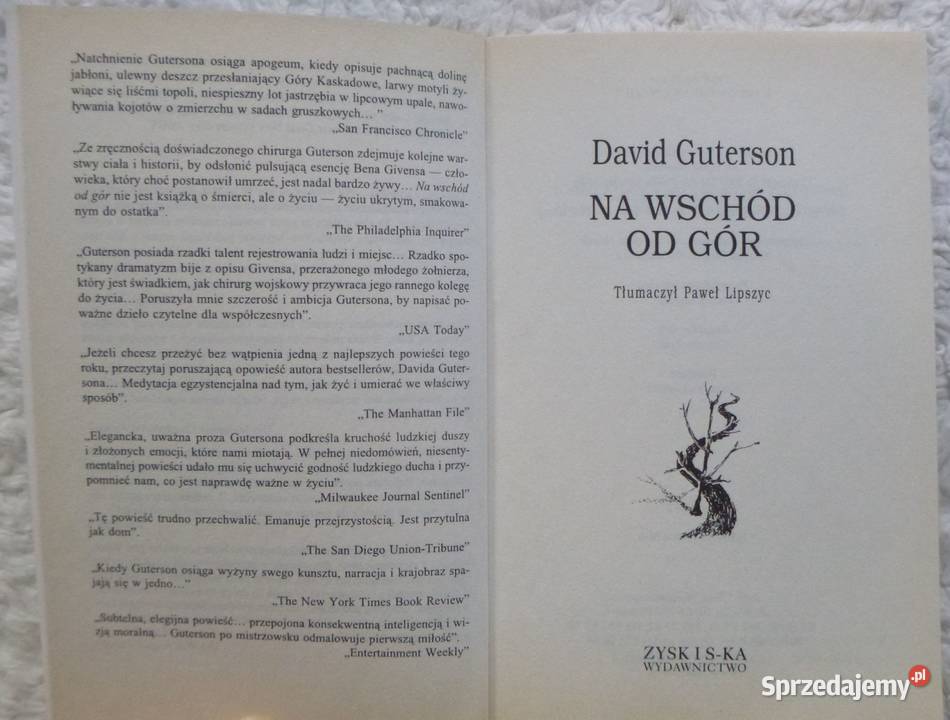 „Natchnienie Gutersona osiąga apogeum, kiedy opisuje pachnącą dolinę
jabłoni, ulewny deszcz przesłaniający Góry Kaskadowe, larwy motyli ży-
wiące się liśćmi topoli, niespieszny lot jastrzębia w lipcowym upale, nawo-
ływania kojotów o zmierzchu w sadach gruszkowych... ”
„San Francisco Chronicle”
„Ze zręcznością doświadczonego chirurga Guterson zdejmuje kolejne war-
stwy ciała i historii, by odsłonić pulsującą esencję Bena Givensa — czło-
wieka, który choć postanowił umrzeć, jest nadal bardzo żywy... Na wschód
od gór nie jest książką o śmierci, ale o życiu — życiu ukrytym, smakowa-
nym do ostatka”.
„The Philadelphia Inquirer”
„Guterson posiada rzadki talent rejestrowania ludzi i miejsc... Rzadko spo-
tykany dramatyzm bije z opisu Givensa, przerażonego młodego żołnierza,
który jest świadkiem, jak chirurg wojskowy przywraca jego rannego kolegę
do życia... Poruszyła mnie szczerość i ambicja Gutersona, by napisać po-
ważne dzieło czytelne dla współczesnych”.
„USA Today”
„Jeżeli chcesz przeżyć bez wątpienia jedną z najlepszych powieści tego
roku, przeczytaj poruszającą opowieść autora bestsellerów, Davida Guter-
sona... Medytacja egzystencjalna nad tym, jak żyć i umierać we właściwy
sposób”.
„The Manhattan File”
„Elegancka, uważna proza Gutersona podkreśla kruchość ludzkiej duszy
i złożonych emocji, które nami miotają. W pełnej niedomówień, niesenty-
mentalnej powieści udało mu się uchwycić godność ludzkiego ducha i przy-
pomnieć nam, co jest naprawdę ważne w życiu”.
„Milwaukee Journal Sentinel”
„Tę powieść trudno przechwalić. Emanuje przejrzystością. Jest przytulna
jak dom”.
„The San Diego Union-Tribune”
„Kiedy Guterson osiąga wyżyny swego kunsztu, narracja i krajobraz spa-
jają się w jedno...”
„The New York Times Book Review”
„Subtelna, elegijna powieść... przepojona konsekwentną inteligencją i wi-
zją moralną... Guterson po mistrzowsku odmalowuje pierwszą miłość”.
„Entertainment Weekly”
David Guterson
NA WSCHÓD
OD GÓR
Tłumaczył Paweł Lipszyc
ZYSK I S-KA
WYDAWNICTWO
Sprzedajemy.pl